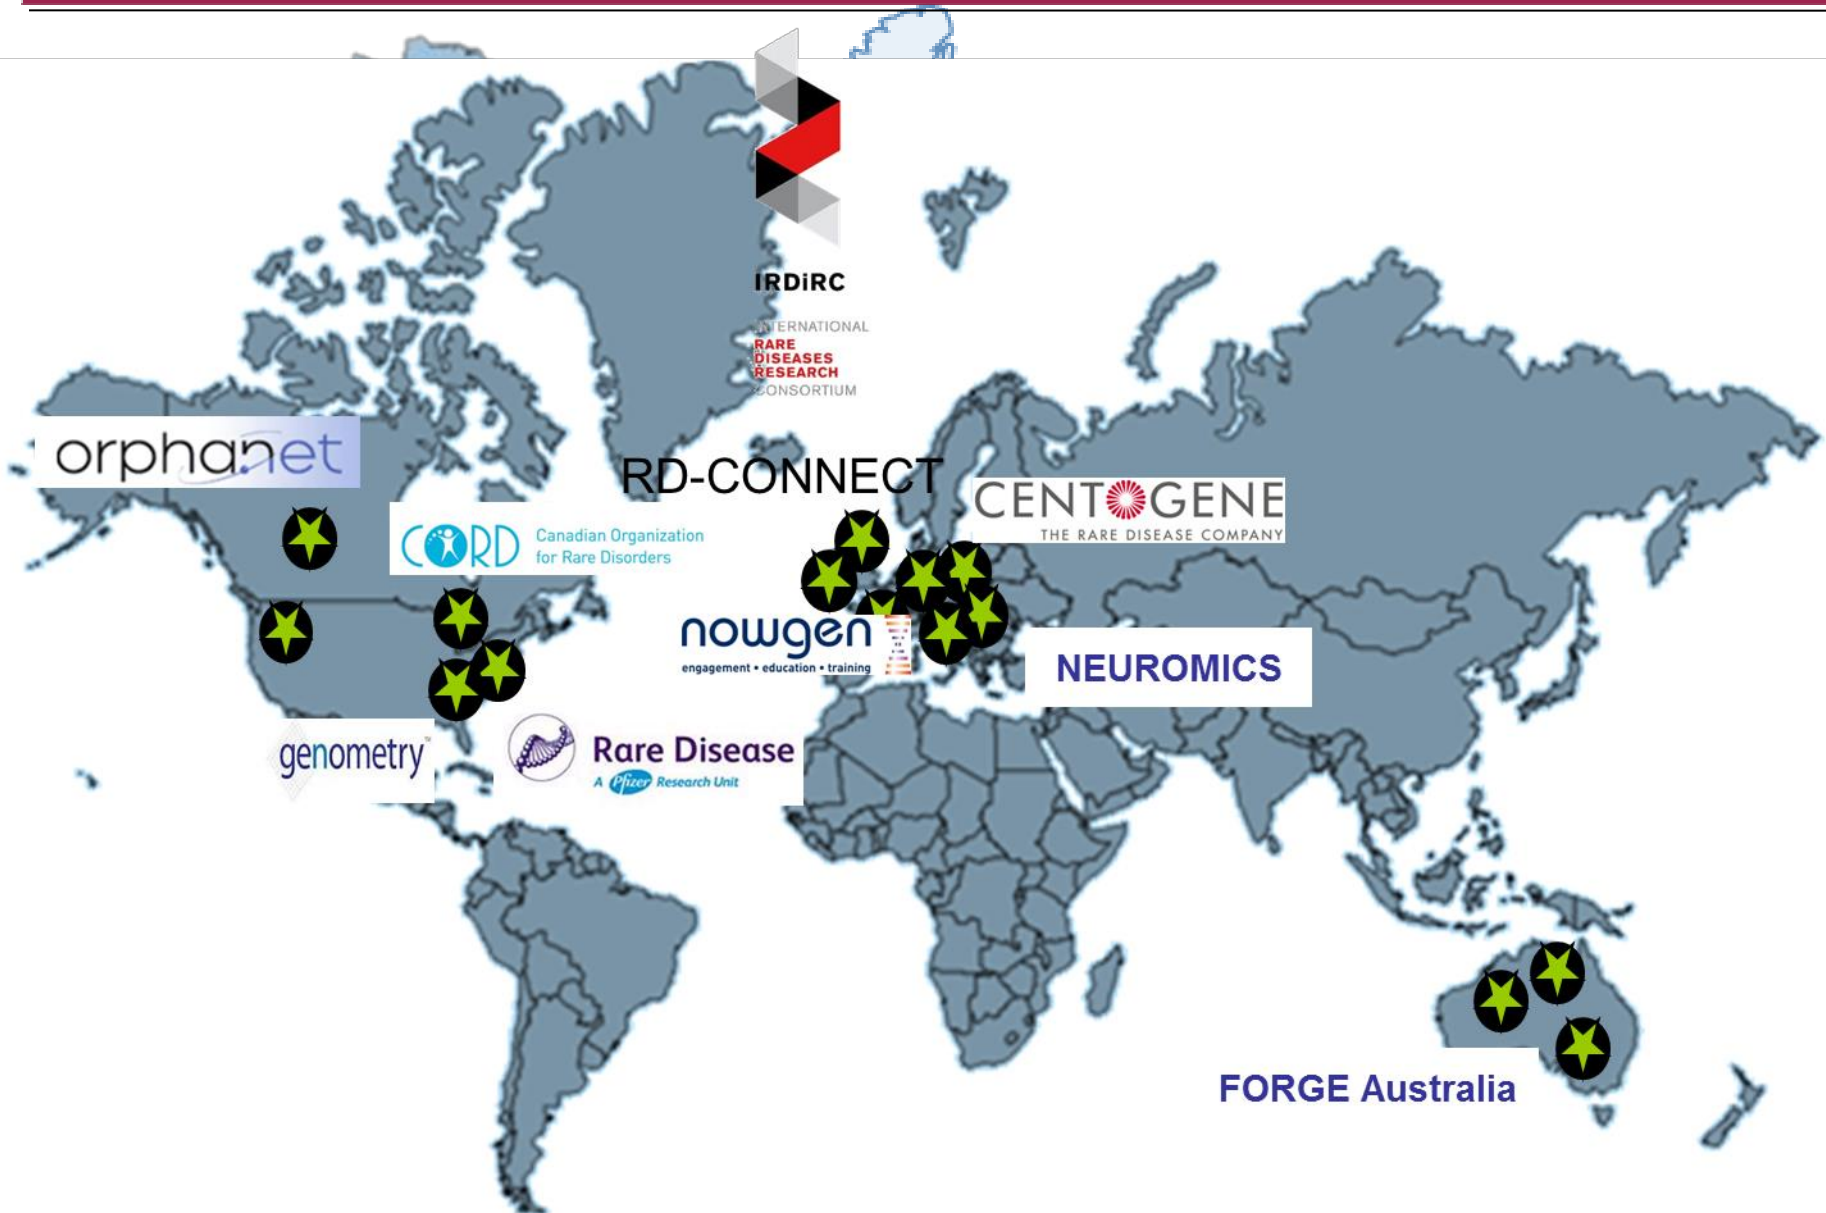 IRDiRC
INTERNATIONAL
RARE
DISEASES
RESEARCH
CONSORTIUM
orphanet
RD-CONNECT
CENTOGENE
THE RARE DISEASE COMPANY
CORD
Canadian Organization
for Rare Disorders
nowgen
engagement • education • training
NEUROMICS
genometry
Rare Disease
A Pfizer Research Unit
FORGE Australia